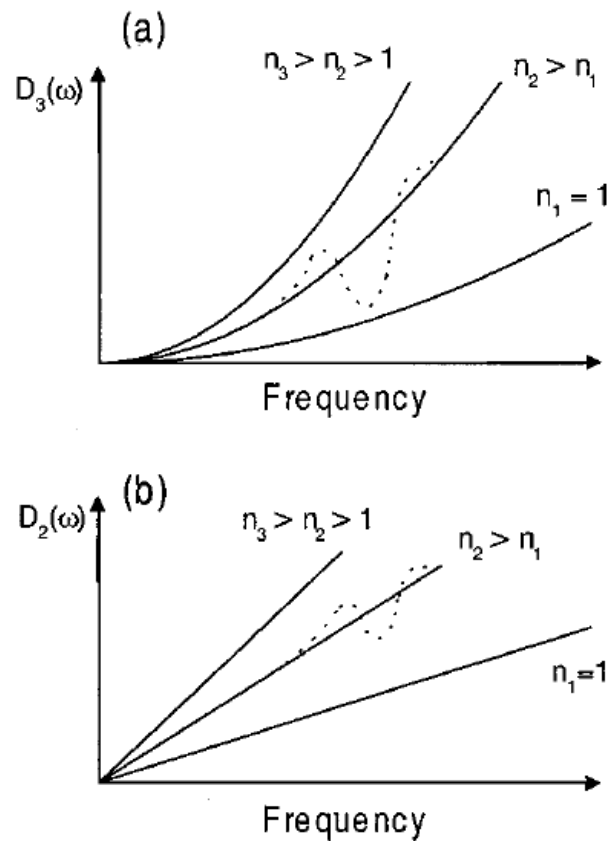 (a)
D₃(ω)
n₃ > n₂ > 1
n₂ > n₁
n₁ = 1
Frequency
(b)
D₂(ω)
n₃ > n₂ > 1
n₂ > n₁
n₁=1
Frequency